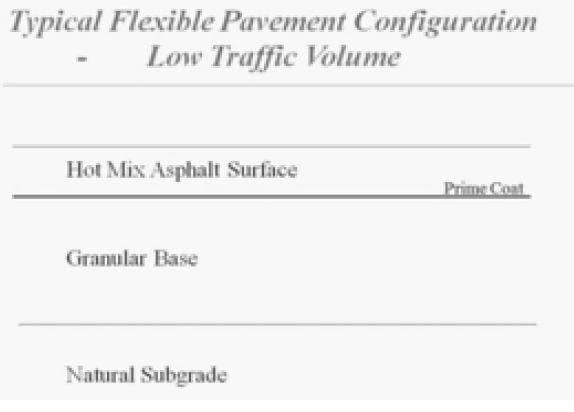 Typical Flexible Pavement Configuration
- Low Traffic Volume
Hot Mix Asphalt Surface
Prime Coat
Granular Base
Natural Subgrade